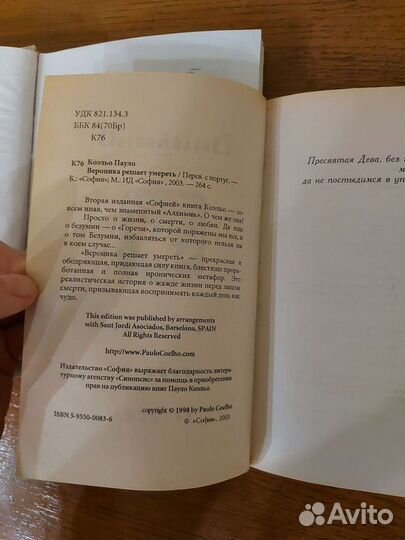 УДК 821.134.3
ББК 84(70Бр)
К76
К76 Коэльо Пауло
Вероника решает умереть / Перев. с португ. —
К.: «София»; М.: ИД «София», 2003. — 264 с.
Вторая изданная «Софией» книга Коэльо — со-
всем иная, чем знаменитый «Алхимик». О чем же она?
Просто о жизни, о смерти, о любви. Да еще
о безумии — о «Горечи», которой поражены мы все, в
о том Безумии, избавляться от которого нельзя ни
в коем случае...
«Вероника решает умереть» — прекрасная и
ободряющая, придающая силу книга, блестяще прора-
ботанная и полная иронических метафор. Это
реалистическая история о жажде жизни перед лицом
смерти, призывающая воспринимать каждый день как
чудо.
This edition was published by arrangements
with Sant Jordi Asociados, Barselona, SPAIN
All Rights Reserved
http://www.PauloCoelho.com
Издательство «София» выражает благодарность литера-
турному агенству «Синопсис» за помощь в приобретении
прав на публикацию книг Пауло Коэльо
copyright © 1998 by Paulo Coelho
© «София», 2003
ISBN 5-9550-0083-6
Пресвятая Дева, без
да не постыдимся в
Avito